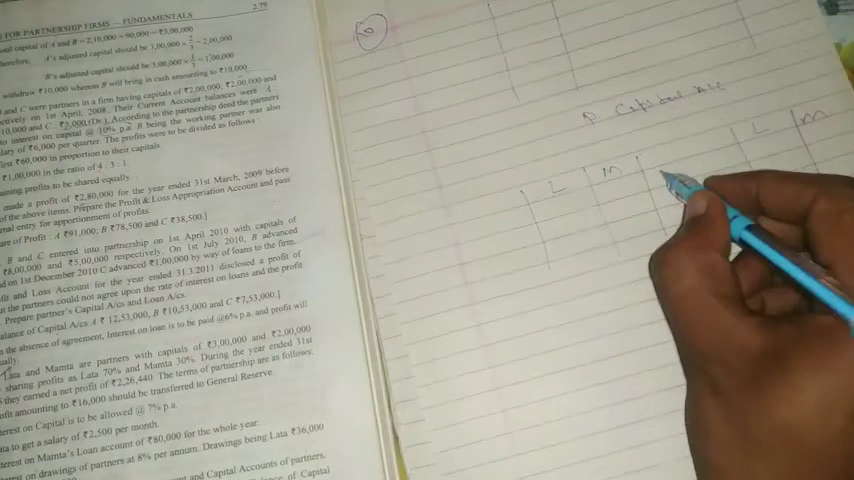 FOR PARTNERSHIP FIRMS — FUNDAMENTALS
2.79
capital of A and B = 2,10,000 + 90,000 = ₹3,00,000
A's adjusted capital should be 3,00,000 × 2/3 = 2,00,000
B's adjusted capital should be 3,00,000 × 1/3 = 1,00,000
withdraw ₹10,000 whereas B will bring in cash amounting to ₹10,000
and C were partners in a firm having capitals of ₹2,00,000, ₹2,00,000 and
on 1st April, 2008. Their Current Account balances were A
10,000 and C : ₹5,000 (Dr.) According to the partnership deed the partners
to interest on capital @ 10% p.a. B being the working partner was also
of ₹6,000 per quarter. The profits were to be divided as follows
₹60,000 in proportion to their capitals.
₹1,00,000 in the ratio of 4 : 3 : 1.
profits to be shared equally.
made a profit of ₹2,80,000 for the year ended 31st March, 2009 before
of the above items. Prepare the Profit & Loss Appropriation Account and pass
entry for apportionment of profits.
of Profit : A ₹91,000; B ₹78,500 and C ₹38,500.]
B and C entered into partnership on 1st April 2010 with capitals of
₹8,00,000 and ₹5,00,000 respectively. On 1st July 2010, B advanced
on 1st December 2010 C advanced ₹1,00,000 by way of loans to the firm.
and Loss Account for the year ended 31.3.2011 disclosed a profit of
the partners could not agree upon the rate of interest on loans and the profit
Prepare partner's Capital A/cs and Loan A/cs.
of Capital A/cs A ₹ 12,53,000, B ₹10,53,000 and C ₹7,53,000.]
the absence of agreement, Interest on loan is to be paid @6% p.a. and profit will
Lata and Mamta are partners with capitals of ₹3,00,000 and ₹2,00,000
sharing profits as Lata 70% and Mamta 30%. During the year ended 31st
they earned a net profit of ₹2,26,440. The terms of partnership are as follows.
amounting to ₹16,000 should be transferred to General Reserve.
Interest on Capital is to be allowed @ 7% p.a.
to get a salary of ₹2,500 per month.
on Mamta's Loan account of ₹80,000 for the whole year.
on drawings of partners at 8% per annum. Drawings being Lata ₹36,000
and Capital Accounts of partners.
of Capital
P Capital A/c
L M L M